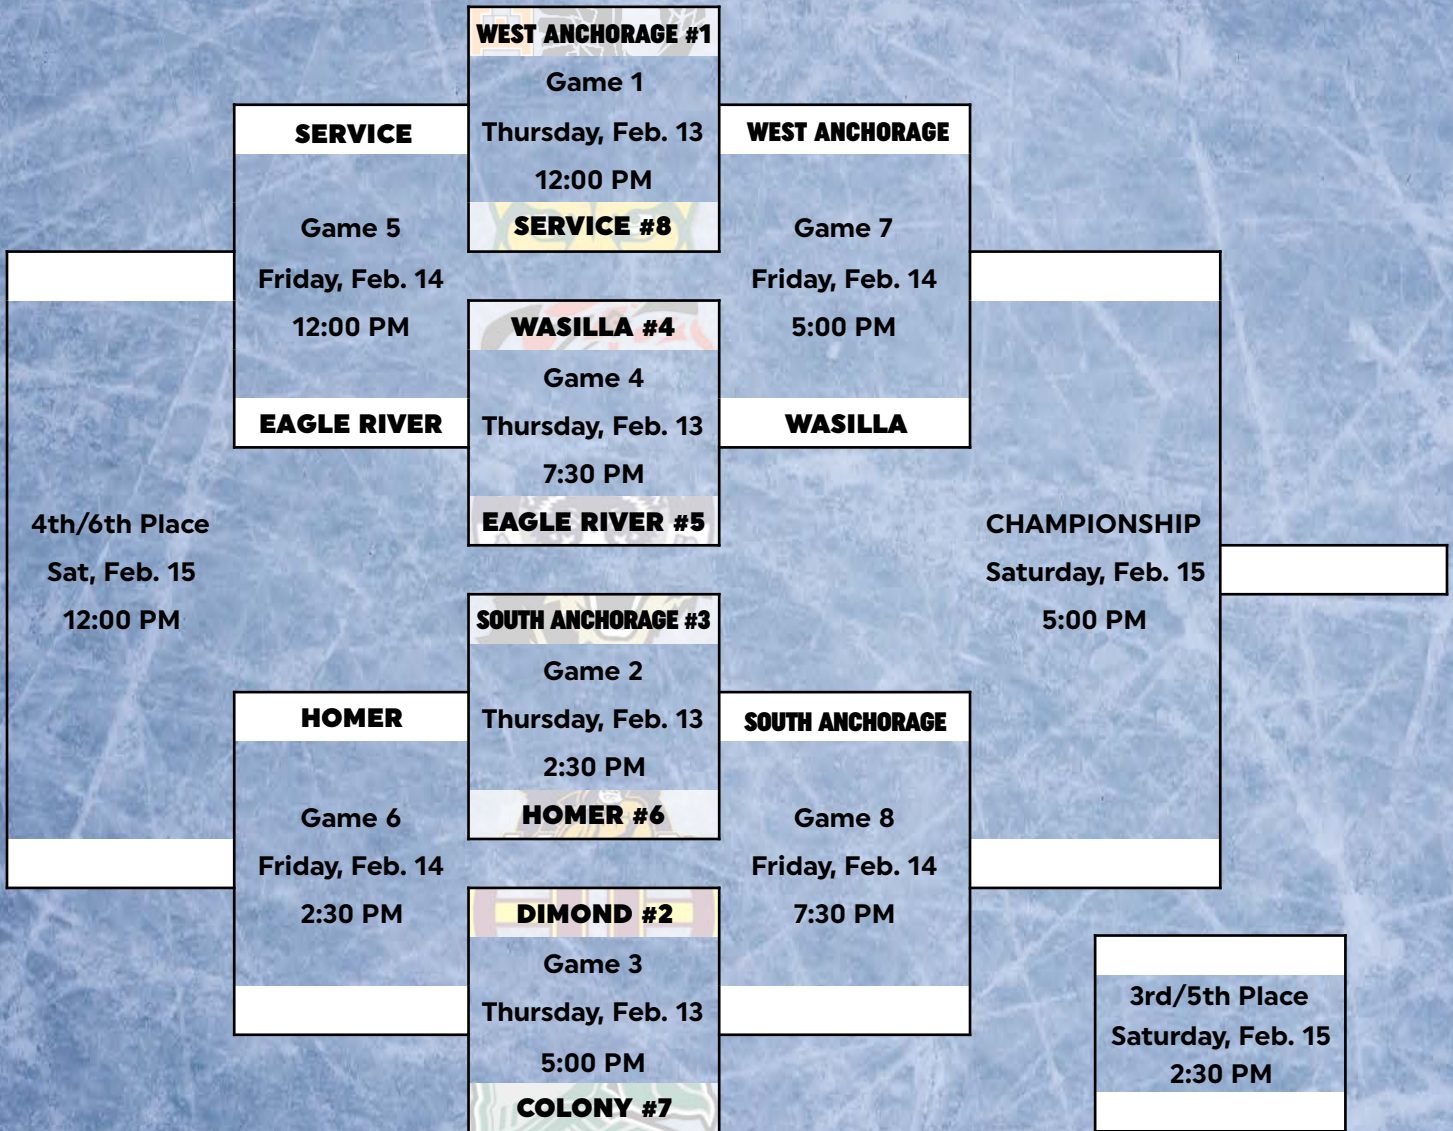 WEST ANCHORAGE #1
Game 1
Thursday, Feb. 13
12:00 PM
SERVICE #8
SERVICE
Game 5
Friday, Feb. 14
12:00 PM
EAGLE RIVER
WEST ANCHORAGE
Game 7
Friday, Feb. 14
5:00 PM
WASILLA
WASILLA #4
Game 4
Thursday, Feb. 13
7:30 PM
EAGLE RIVER #5
4th/6th Place
Sat, Feb. 15
12:00 PM
CHAMPIONSHIP
Saturday, Feb. 15
5:00 PM
SOUTH ANCHORAGE #3
Game 2
Thursday, Feb. 13
2:30 PM
HOMER #6
HOMER
Game 6
Friday, Feb. 14
2:30 PM
SOUTH ANCHORAGE
Game 8
Friday, Feb. 14
7:30 PM
DIMOND #2
Game 3
Thursday, Feb. 13
5:00 PM
COLONY #7
3rd/5th Place
Saturday, Feb. 15
2:30 PM